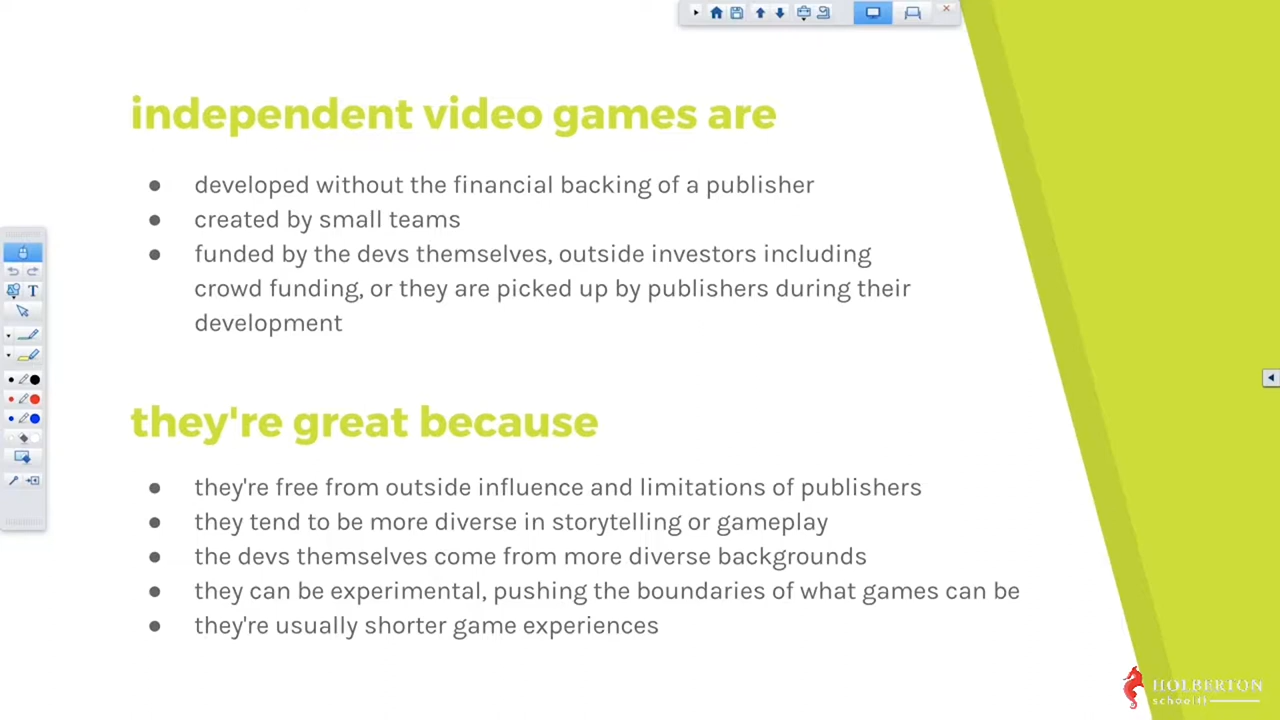 independent video games are
● developed without the financial backing of a publisher
● created by small teams
● funded by the devs themselves, outside investors including
crowd funding, or they are picked up by publishers during their
development
they're great because
● they're free from outside influence and limitations of publishers
● they tend to be more diverse in storytelling or gameplay
● the devs themselves come from more diverse backgrounds
● they can be experimental, pushing the boundaries of what games can be
● they're usually shorter game experiences
T
HOLBERTON